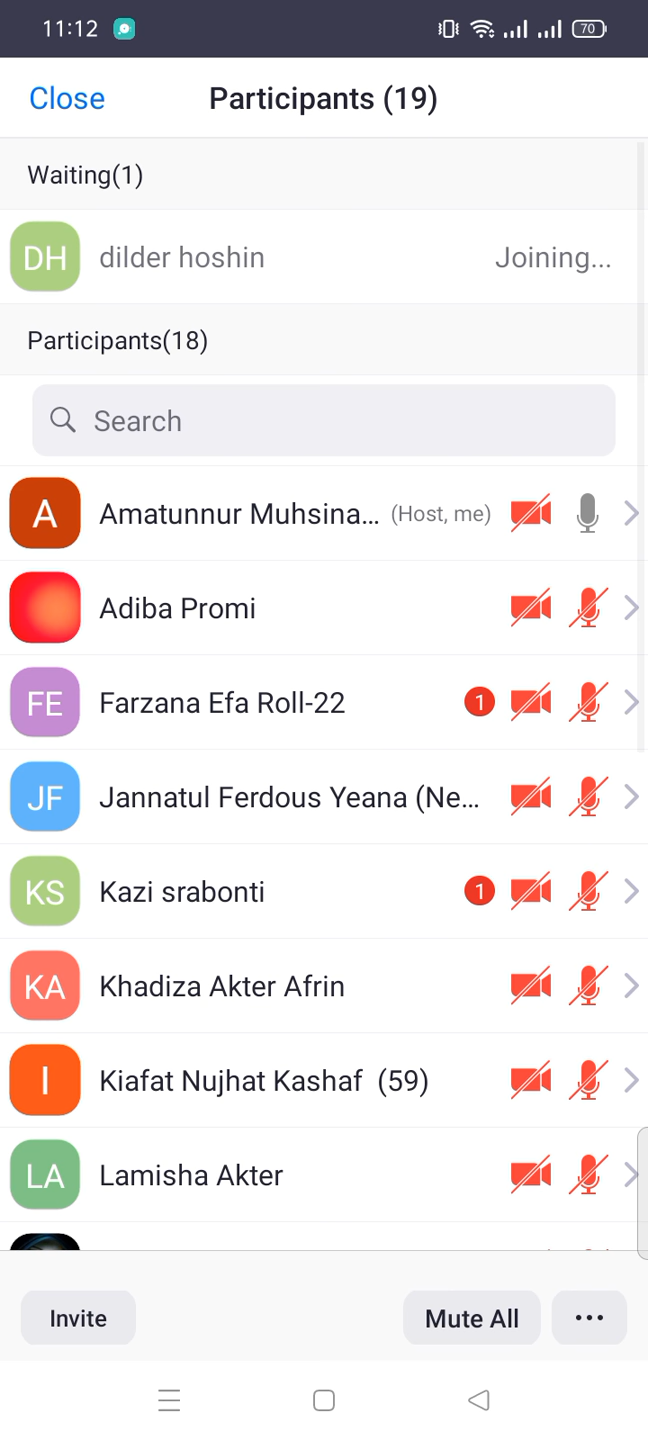 11:12
70
Close
Participants (19)
Waiting(1)
DH
dilder hoshin
Joining...
Participants(18)
Search
A
Amatunnur Muhsina... (Host, me)
Adiba Promi
FE
Farzana Efa Roll-22
1
JF
Jannatul Ferdous Yeana (Ne...
KS
Kazi srabonti
1
KA
Khadiza Akter Afrin
I
Kiafat Nujhat Kashaf (59)
LA
Lamisha Akter
Invite
Mute All
...